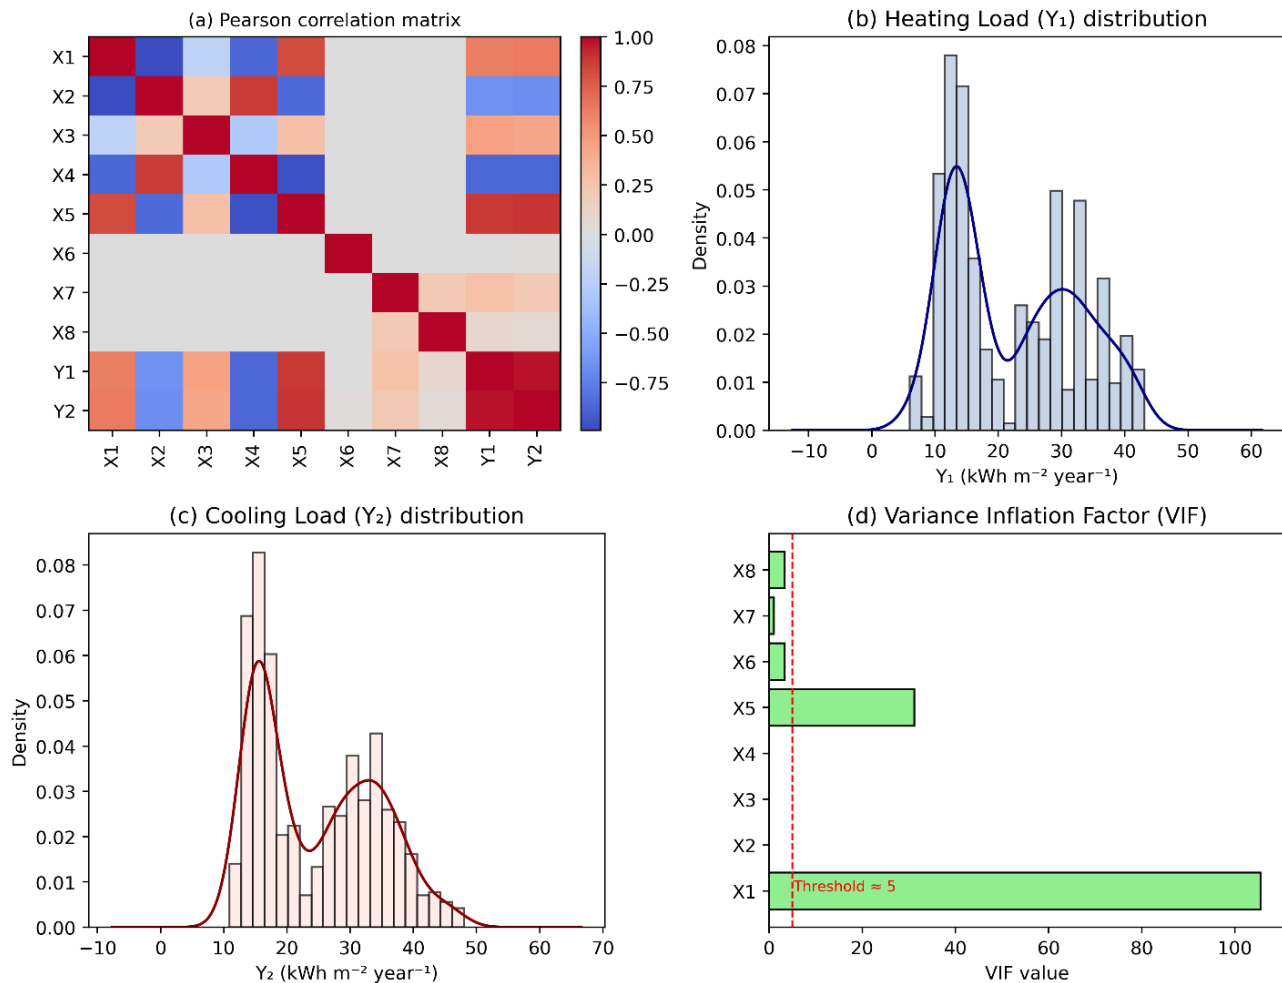 (a) Pearson correlation matrix
X1
X2
X3
X4
X5
X6
X7
X8
Y1
Y2
X1 X2 X3 X4 X5 X6 X7 X8 Y1 Y2
1.00
0.75
0.50
0.25
0.00
−0.25
−0.50
−0.75
(b) Heating Load (Y₁) distribution
Density
0.08
0.07
0.06
0.05
0.04
0.03
0.02
0.01
0.00
−10 0 10 20 30 40 50 60
Y₁ (kWh m⁻² year⁻¹)
(c) Cooling Load (Y₂) distribution
Density
0.08
0.07
0.06
0.05
0.04
0.03
0.02
0.01
0.00
−10 0 10 20 30 40 50 60 70
Y₂ (kWh m⁻² year⁻¹)
(d) Variance Inflation Factor (VIF)
X8
X7
X6
X5
X4
X3
X2
X1
Threshold ≈ 5
0 20 40 60 80 100
VIF value